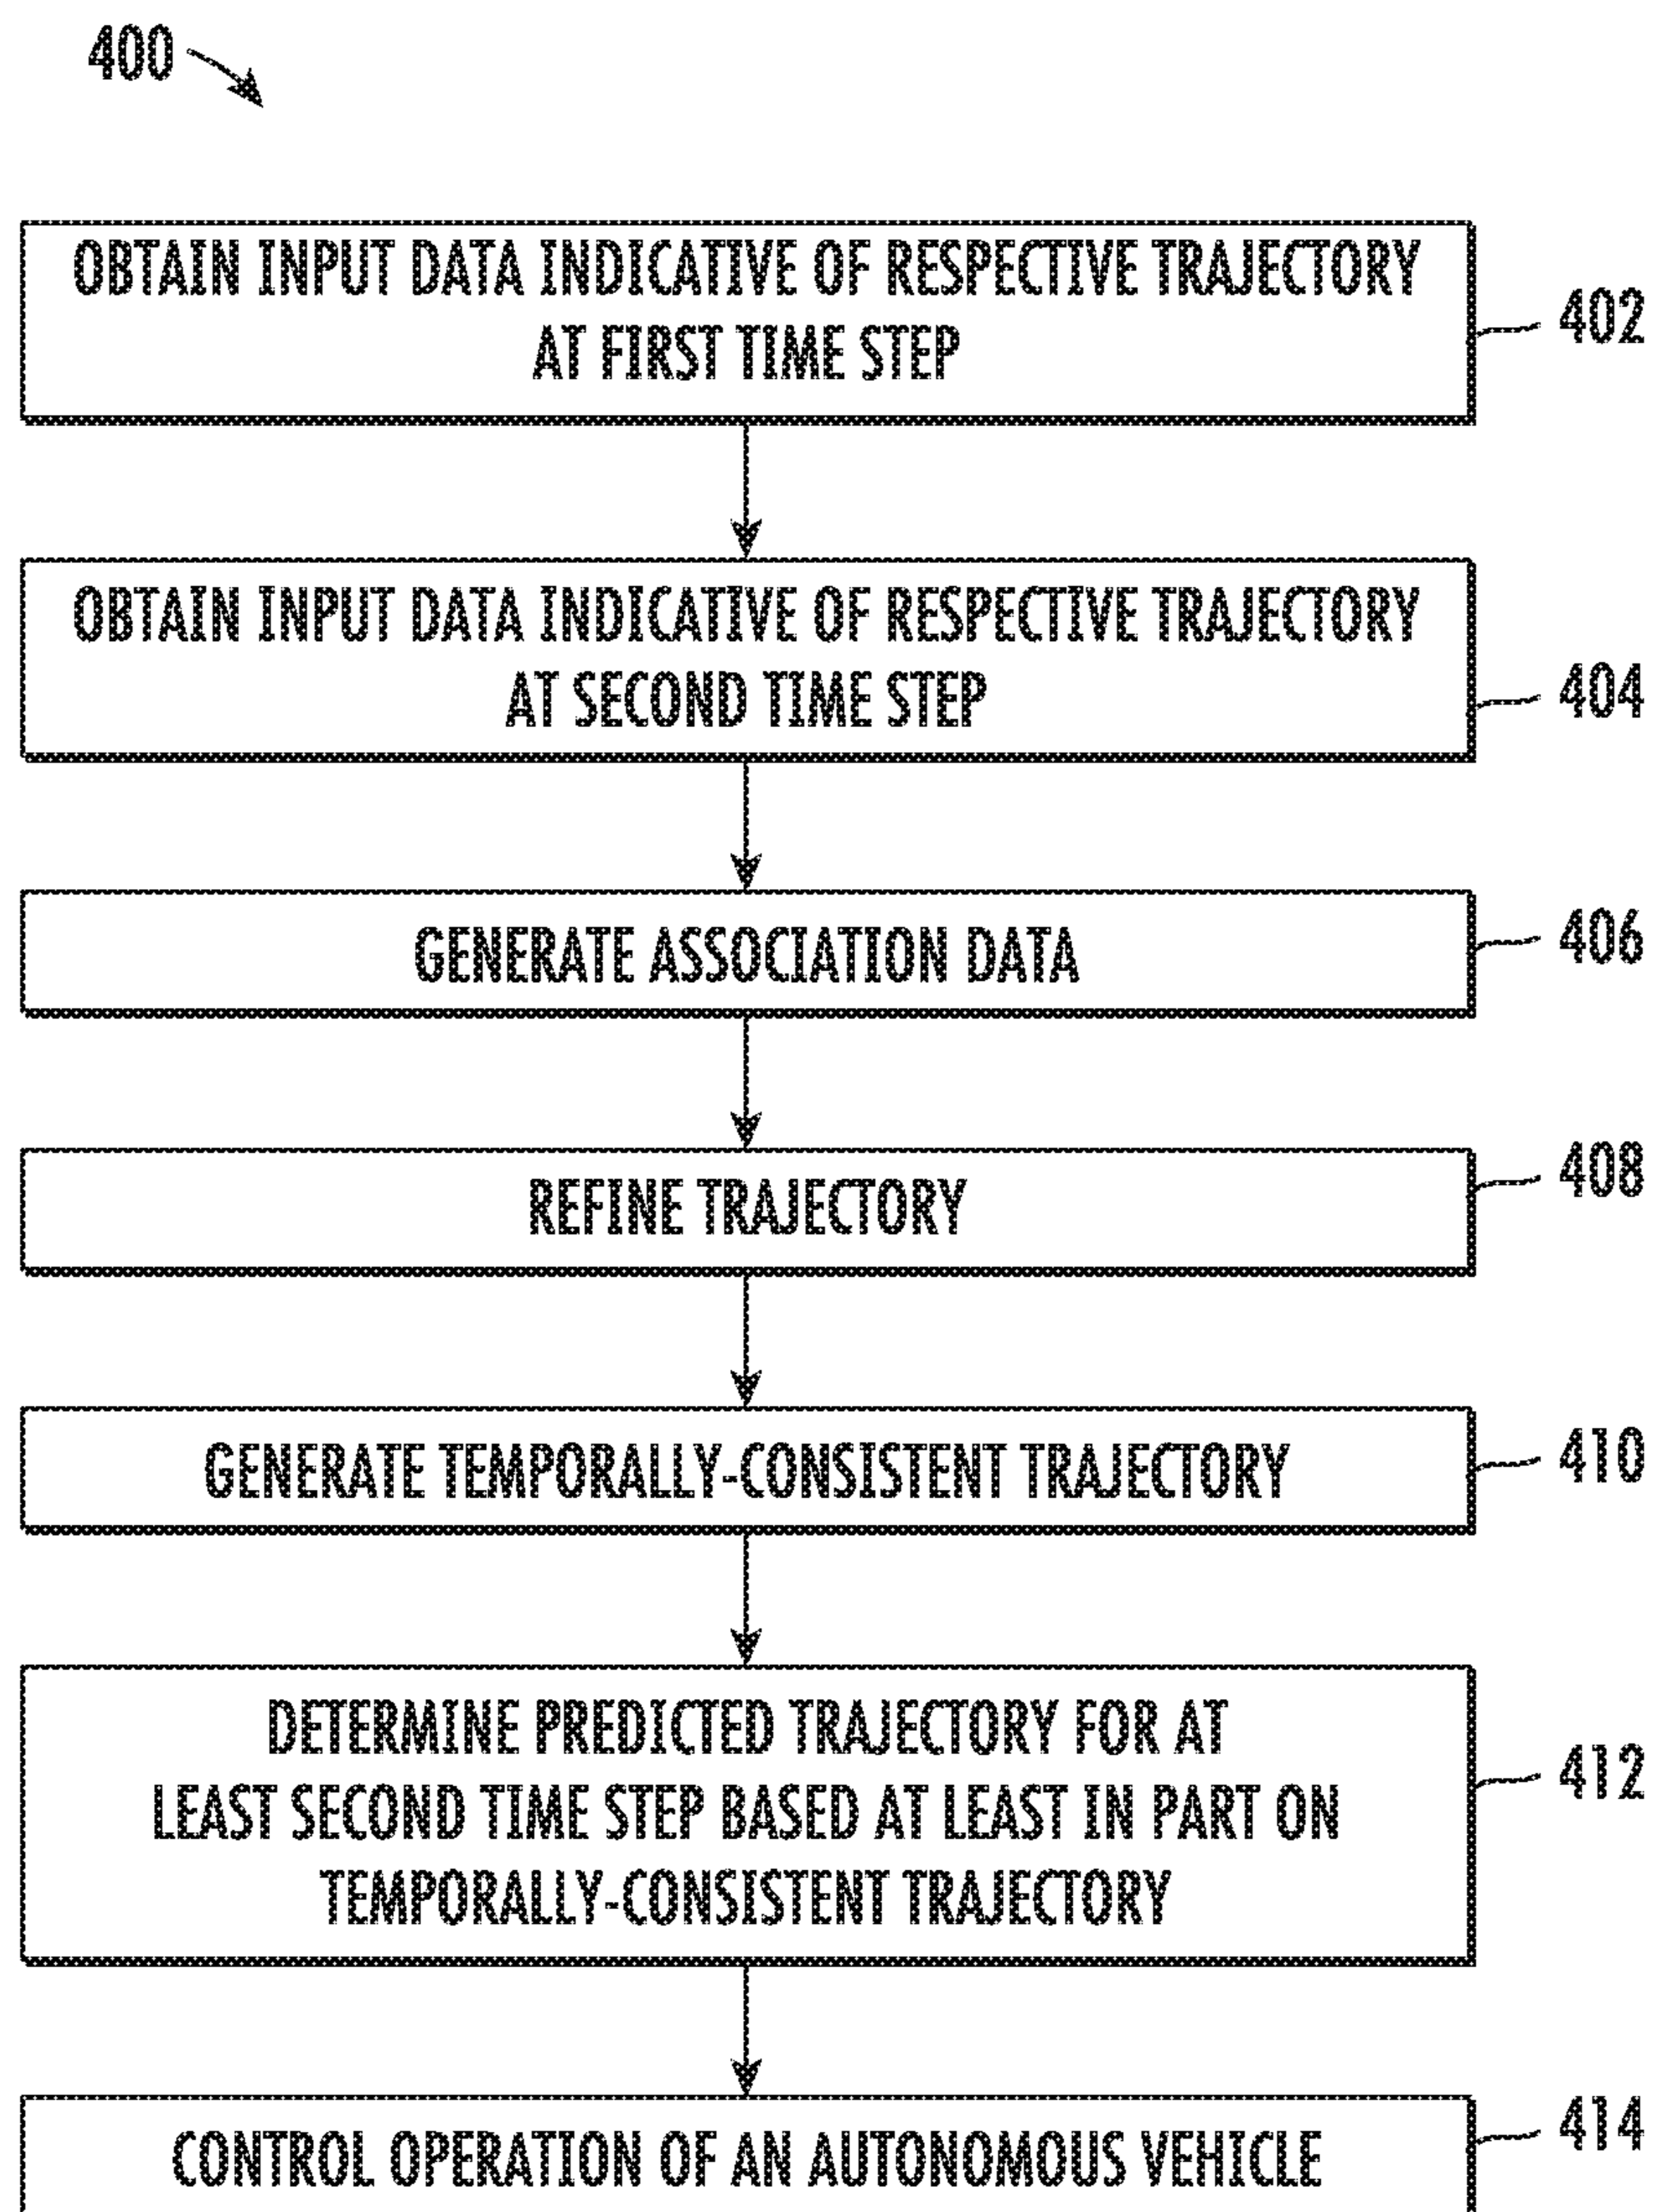 400
OBTAIN INPUT DATA INDICATIVE OF RESPECTIVE TRAJECTORY
AT FIRST TIME STEP
402
OBTAIN INPUT DATA INDICATIVE OF RESPECTIVE TRAJECTORY
AT SECOND TIME STEP
404
GENERATE ASSOCIATION DATA
406
REFINE TRAJECTORY
408
GENERATE TEMPORALLY-CONSISTENT TRAJECTORY
410
DETERMINE PREDICTED TRAJECTORY FOR AT
LEAST SECOND TIME STEP BASED AT LEAST IN PART ON
TEMPORALLY-CONSISTENT TRAJECTORY
412
CONTROL OPERATION OF AN AUTONOMOUS VEHICLE
414